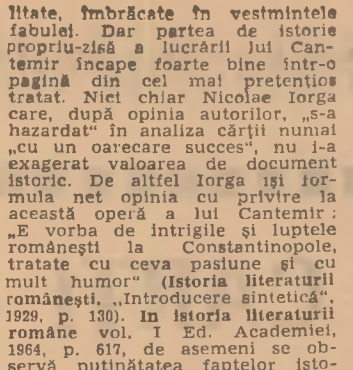 litate, îmbrăcate în vestmintele
fabulei. Dar partea de istorie
propriu-zisă a lucrării lui Can-
temir încape foarte bine într-o
pagină din cel mai pretențios
tratat. Nici chiar Nicolae Iorga
care, după opinia autorilor, „s-a
hazardat“ în analiza cărții numai
„cu un oarecare succes“, nu i-a
exagerat valoarea de document
istoric. De altfel Iorga își for-
mula net opinia cu privire la
această operă a lui Cantemir :
„E vorba de intrigile și luptele
românești la Constantinopole,
tratate cu ceva pasiune și cu
mult humor“ (Istoria literaturii
românești, „Introducere sintetică“,
1929, p. 130). In istoria literaturii
române vol. I Ed. Academiei,
1964, p. 617, de asemeni se ob-
servă puținătatea faptelor isto-